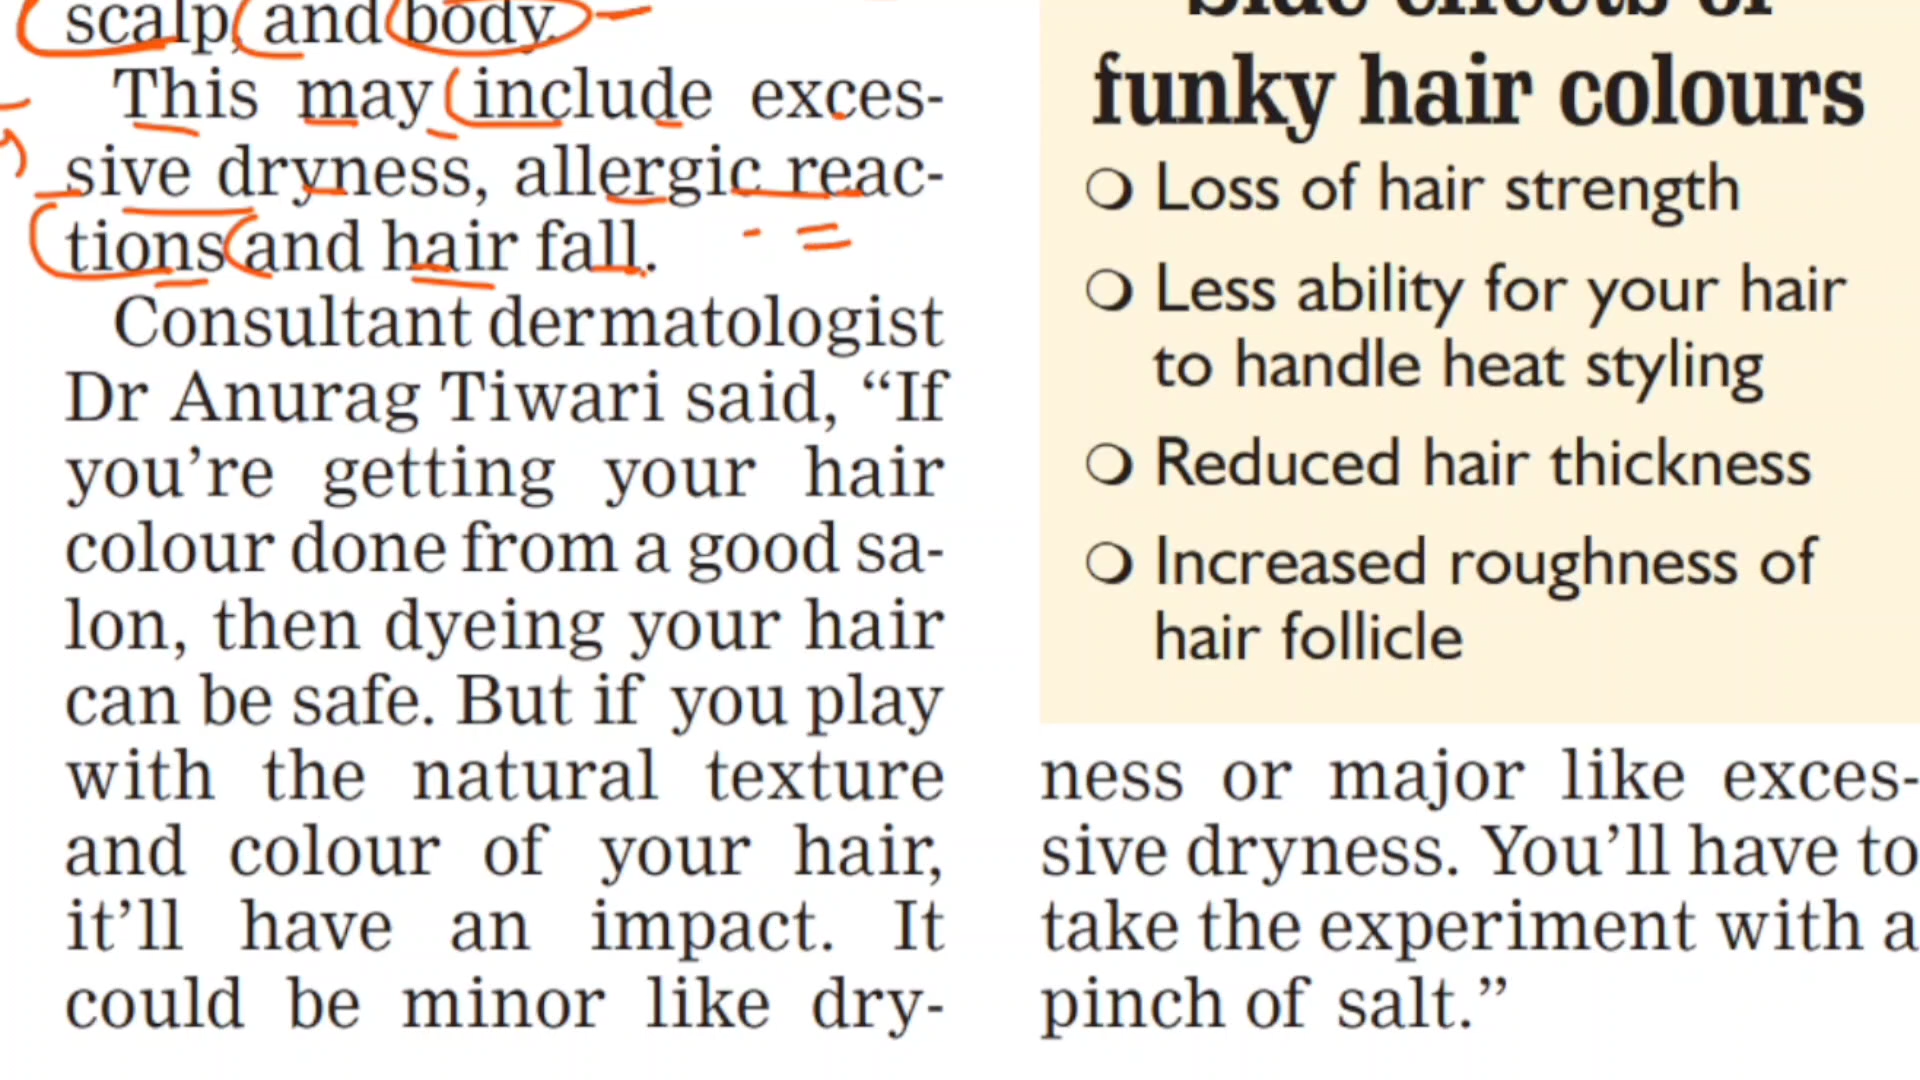 scalp, and body.
This may include exces-
sive dryness, allergic reac-
tions and hair fall.
Consultant dermatologist
Dr Anurag Tiwari said, “If
you’re getting your hair
colour done from a good sa-
lon, then dyeing your hair
can be safe. But if you play
with the natural texture
and colour of your hair,
it’ll have an impact. It
could be minor like dry-
Side effects of
funky hair colours
Loss of hair strength
Less ability for your hair
to handle heat styling
Reduced hair thickness
Increased roughness of
hair follicle
ness or major like exces-
sive dryness. You’ll have to
take the experiment with a
pinch of salt.”